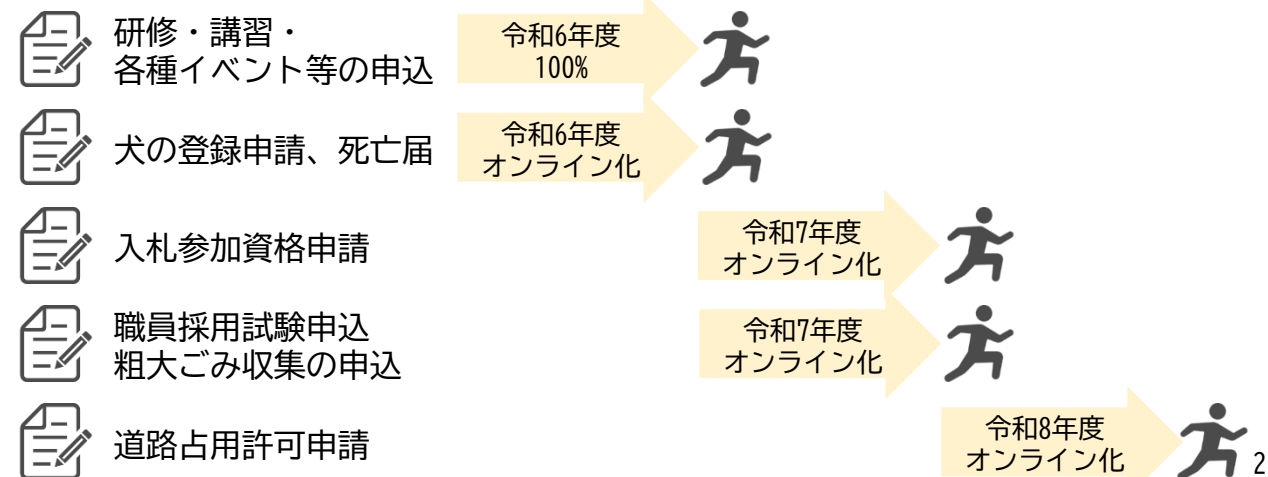 研修・講習・
各種イベント等の申込
令和6年度
100%
犬の登録申請、死亡届
令和6年度
オンライン化
入札参加資格申請
令和7年度
オンライン化
職員採用試験申込
粗大ごみ収集の申込
令和7年度
オンライン化
道路占用許可申請
令和8年度
オンライン化
2